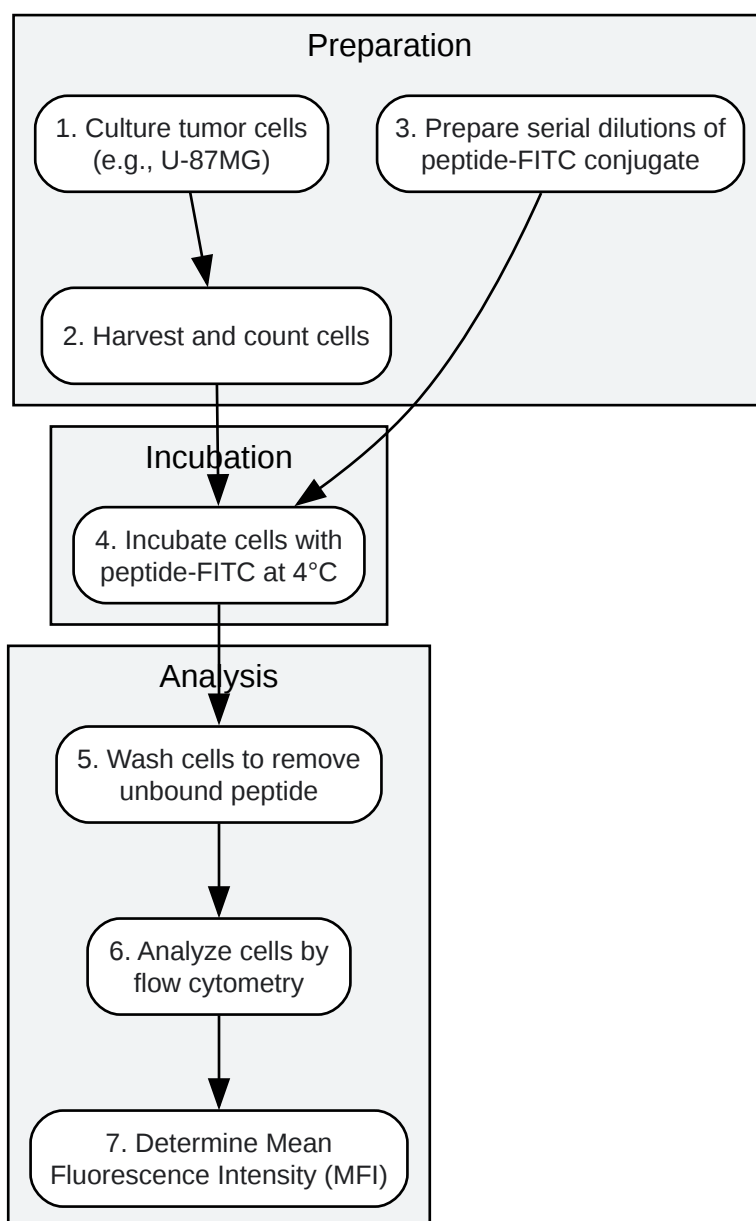 Preparation
1. Culture tumor cells
(e.g., U-87MG)
3. Prepare serial dilutions of
peptide-FITC conjugate
2. Harvest and count cells
Incubation
4. Incubate cells with
peptide-FITC at 4°C
Analysis
5. Wash cells to remove
unbound peptide
6. Analyze cells by
flow cytometry
7. Determine Mean
Fluorescence Intensity (MFI)